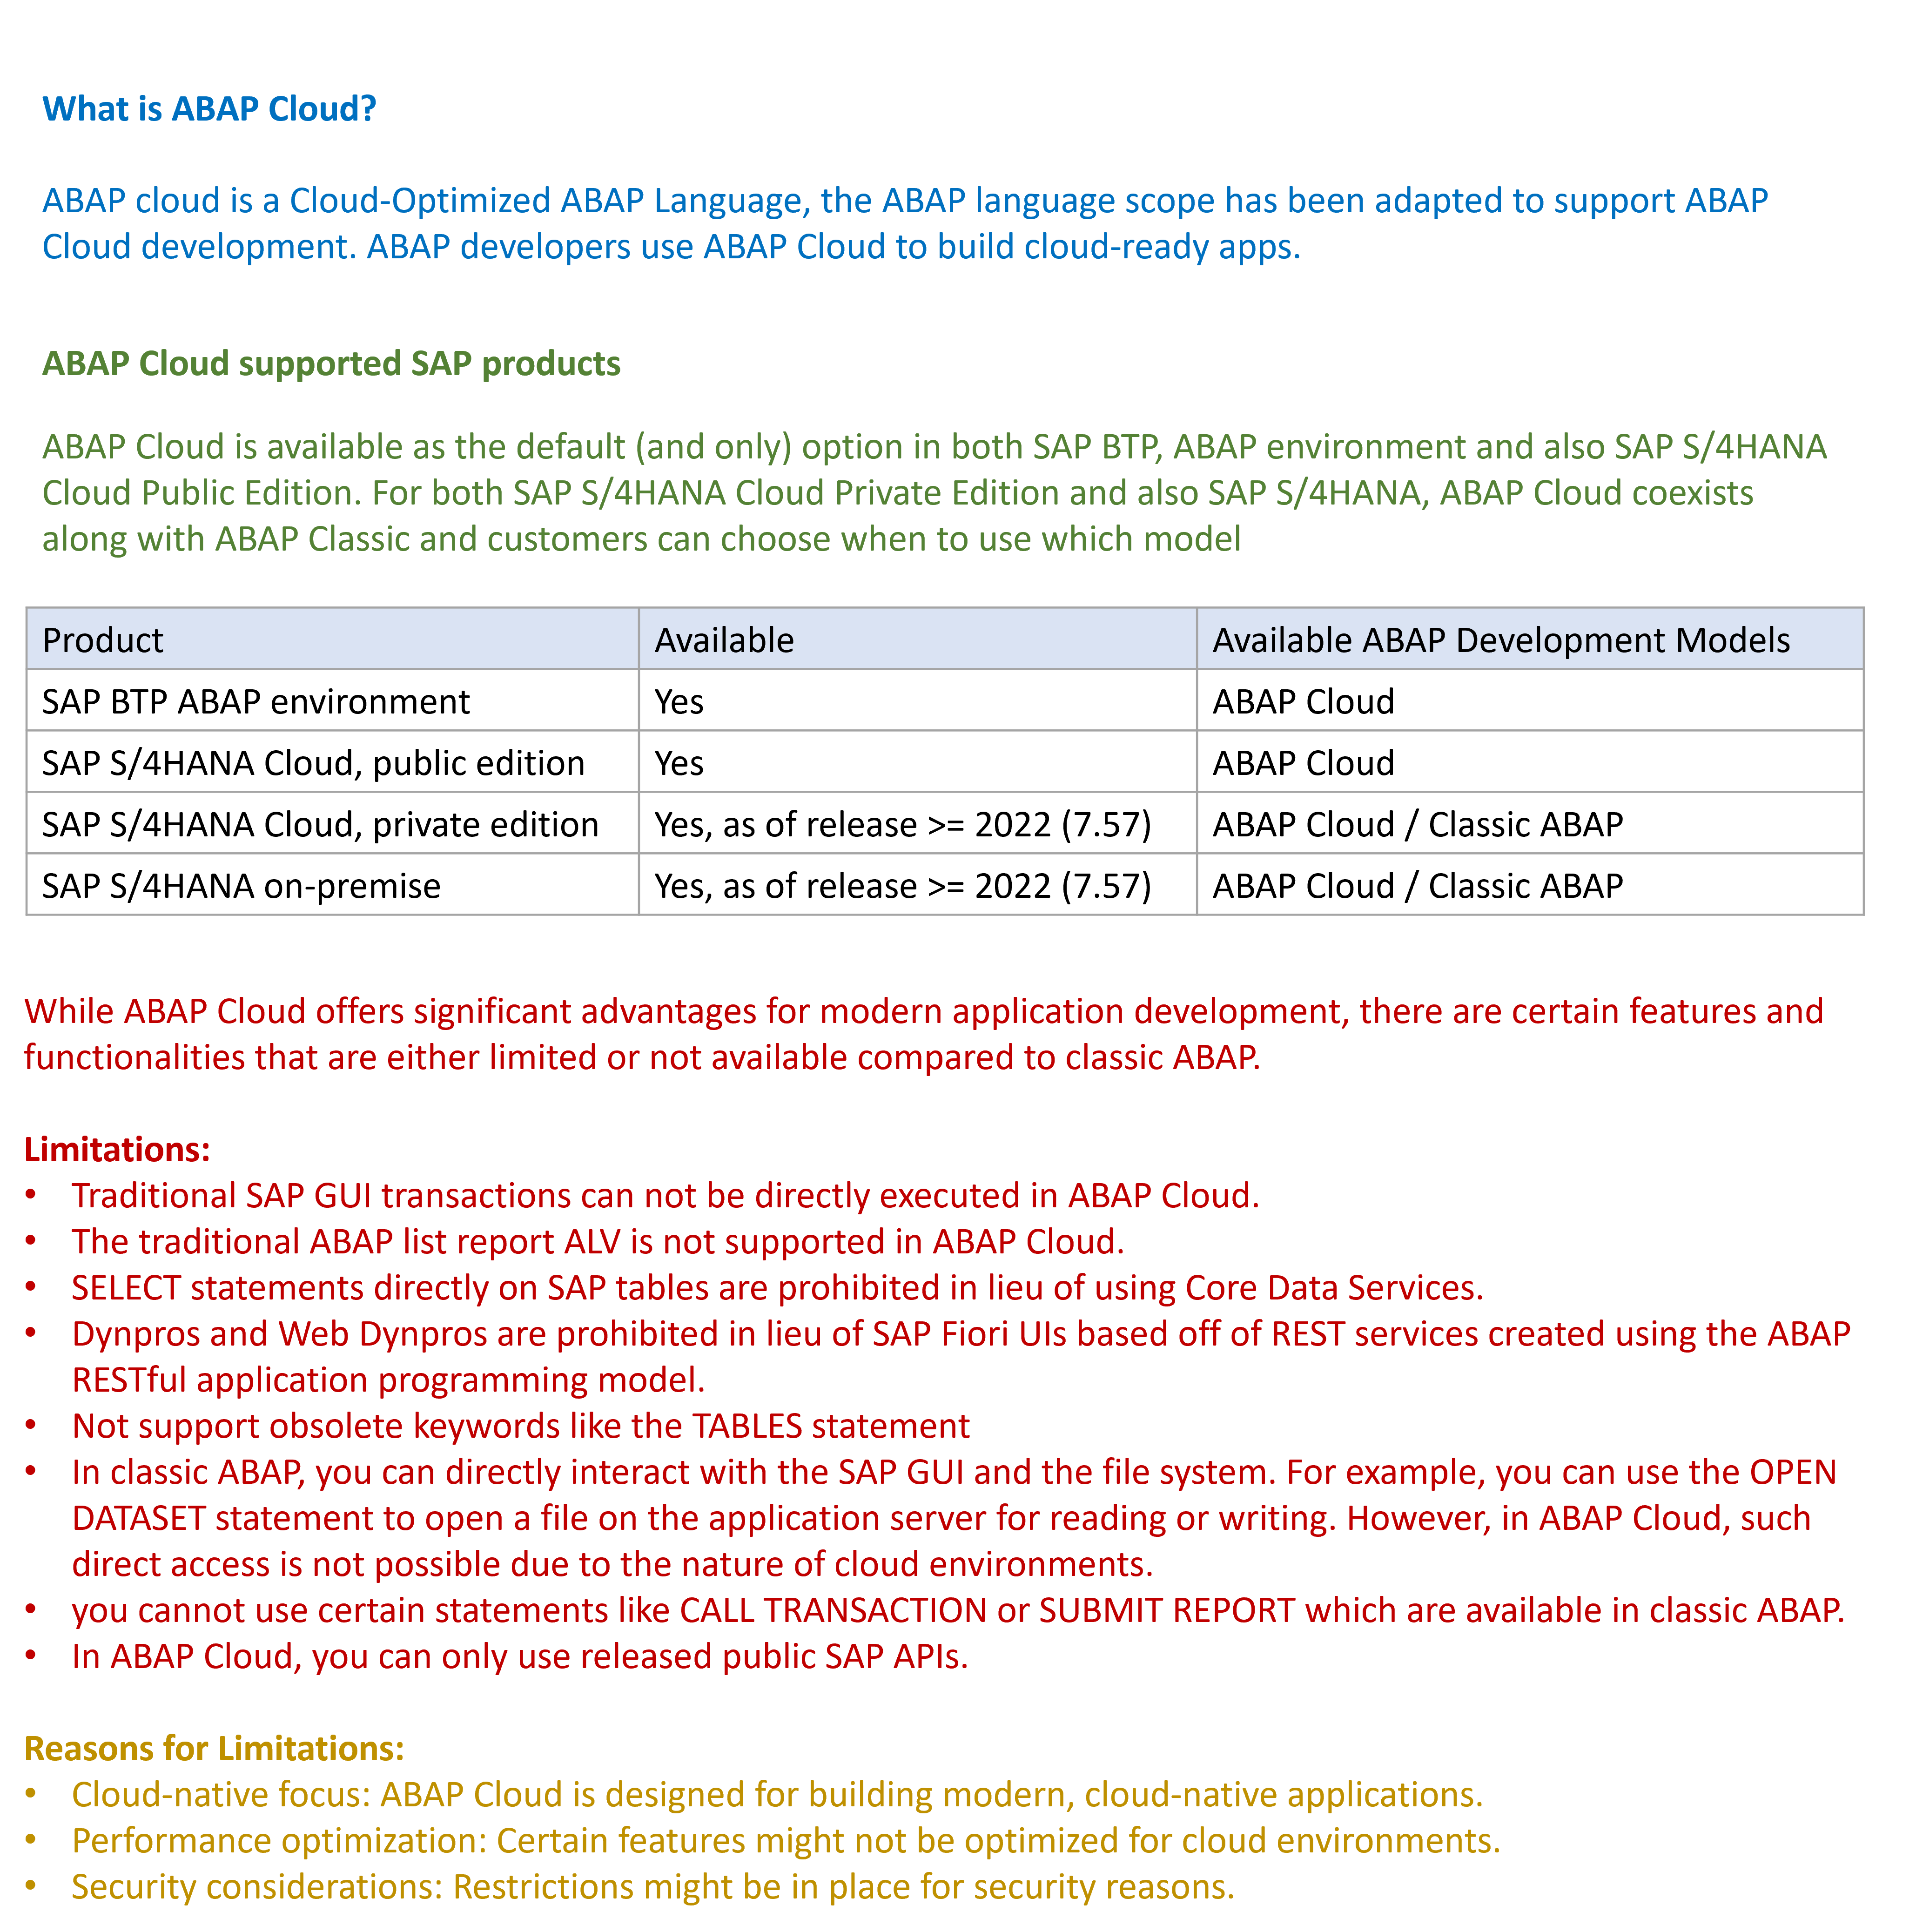 What is ABAP Cloud?
ABAP cloud is a Cloud-Optimized ABAP Language, the ABAP language scope has been adapted to support ABAP
Cloud development. ABAP developers use ABAP Cloud to build cloud-ready apps.
ABAP Cloud supported SAP products
ABAP Cloud is available as the default (and only) option in both SAP BTP, ABAP environment and also SAP S/4HANA
Cloud Public Edition. For both SAP S/4HANA Cloud Private Edition and also SAP S/4HANA, ABAP Cloud coexists
along with ABAP Classic and customers can choose when to use which model
Product Available Available ABAP Development Models
SAP BTP ABAP environment Yes ABAP Cloud
SAP S/4HANA Cloud, public edition Yes ABAP Cloud
SAP S/4HANA Cloud, private edition Yes, as of release >= 2022 (7.57) ABAP Cloud / Classic ABAP
SAP S/4HANA on-premise Yes, as of release >= 2022 (7.57) ABAP Cloud / Classic ABAP
While ABAP Cloud offers significant advantages for modern application development, there are certain features and
functionalities that are either limited or not available compared to classic ABAP.
Limitations:
• Traditional SAP GUI transactions can not be directly executed in ABAP Cloud.
• The traditional ABAP list report ALV is not supported in ABAP Cloud.
• SELECT statements directly on SAP tables are prohibited in lieu of using Core Data Services.
• Dynpros and Web Dynpros are prohibited in lieu of SAP Fiori UIs based off of REST services created using the ABAP
RESTful application programming model.
• Not support obsolete keywords like the TABLES statement
• In classic ABAP, you can directly interact with the SAP GUI and the file system. For example, you can use the OPEN
DATASET statement to open a file on the application server for reading or writing. However, in ABAP Cloud, such
direct access is not possible due to the nature of cloud environments.
• you cannot use certain statements like CALL TRANSACTION or SUBMIT REPORT which are available in classic ABAP.
• In ABAP Cloud, you can only use released public SAP APIs.
Reasons for Limitations:
• Cloud-native focus: ABAP Cloud is designed for building modern, cloud-native applications.
• Performance optimization: Certain features might not be optimized for cloud environments.
• Security considerations: Restrictions might be in place for security reasons.